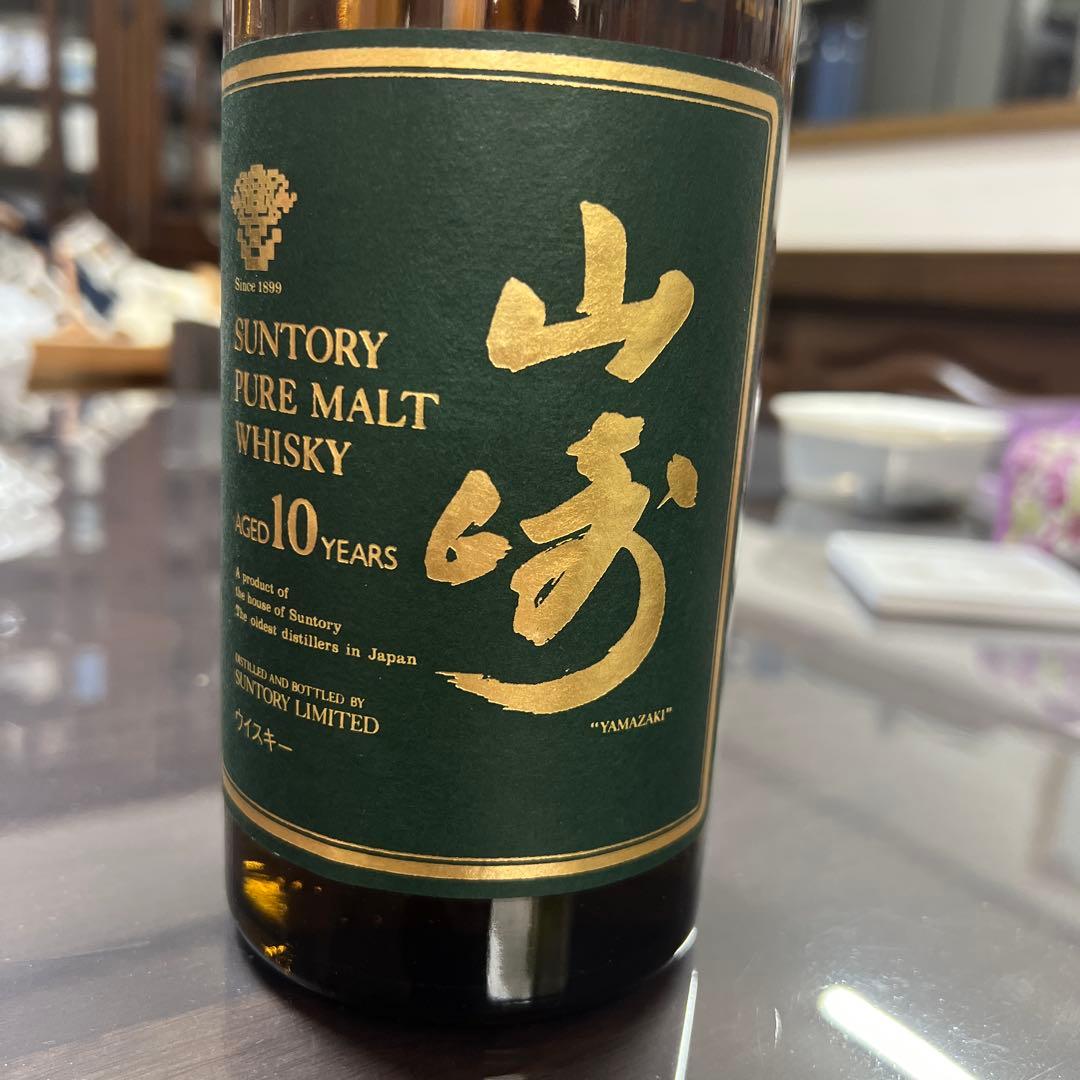 Since 1899
SUNTORY
PURE MALT
WHISKY
AGED 10 YEARS
A product of
the house of Suntory
The oldest distillers in Japan
DISTILLED AND BOTTLED BY
SUNTORY LIMITED
ウイスキー
山崎
"YAMAZAKI"